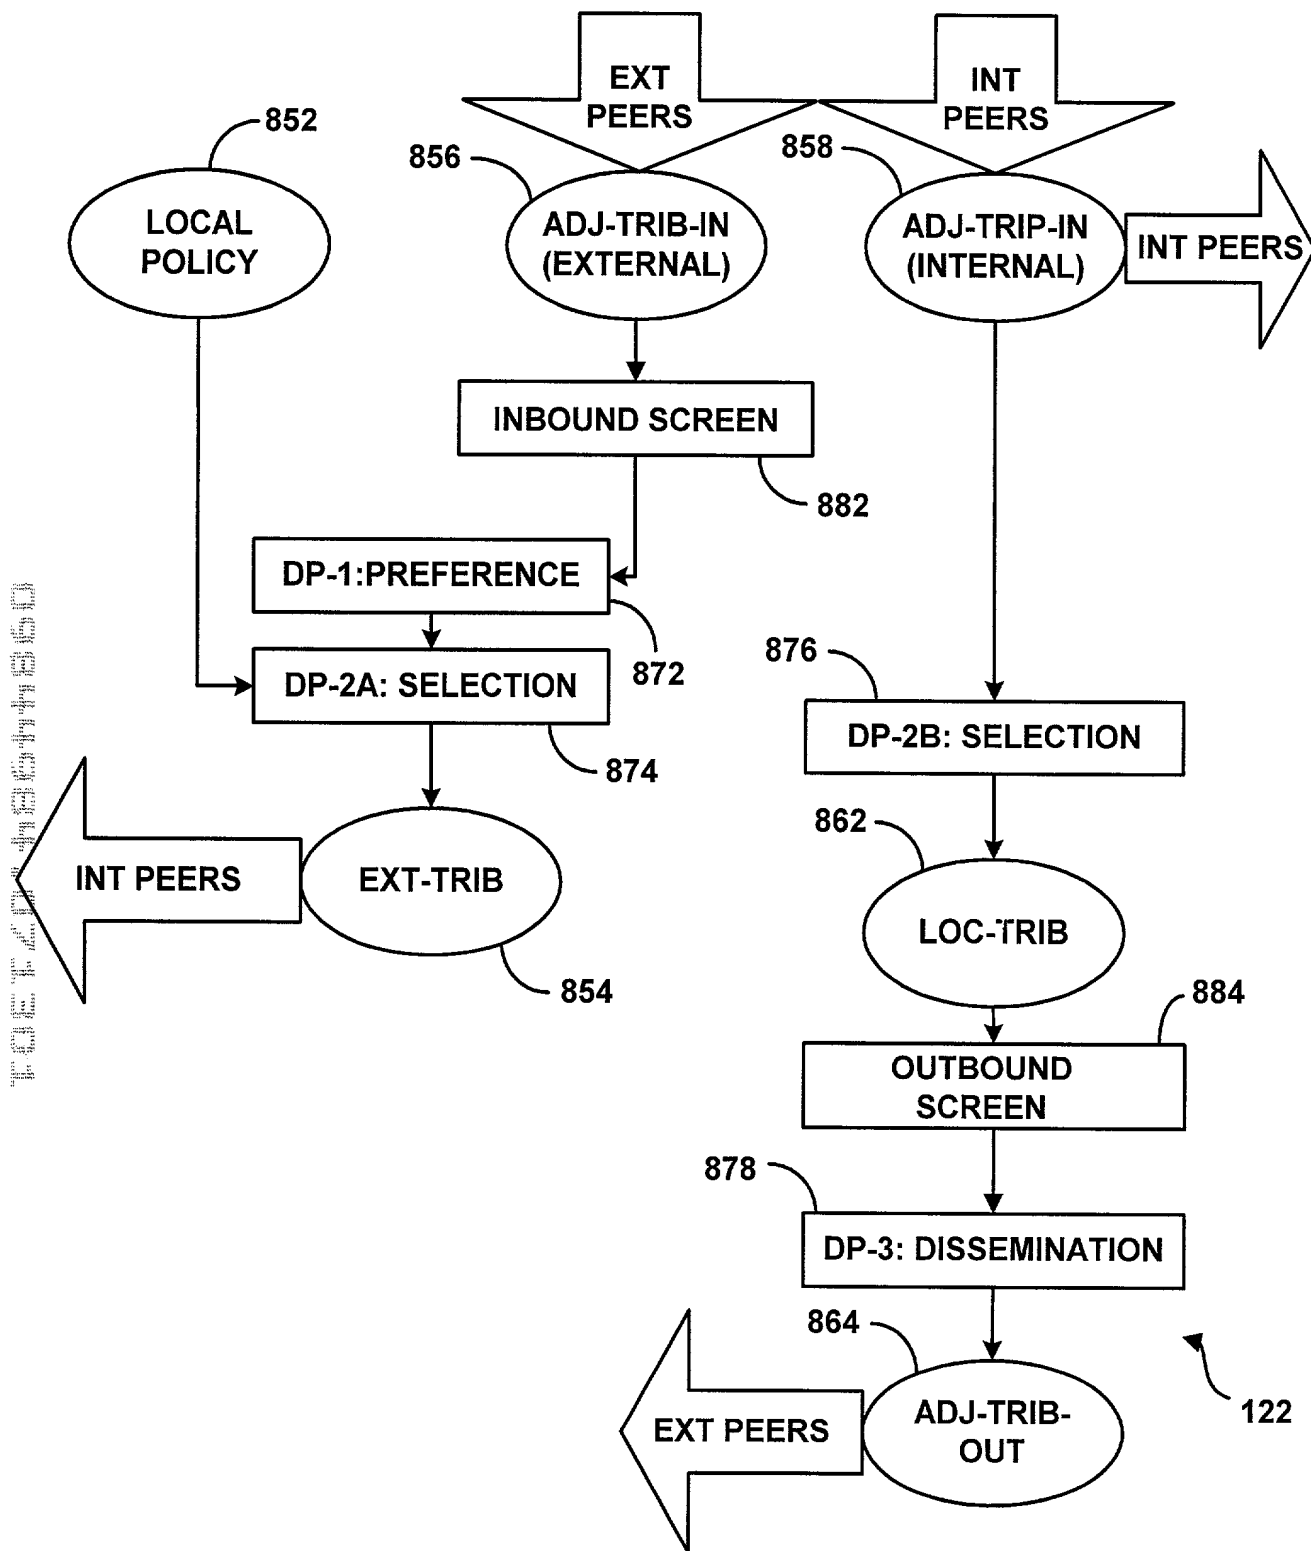 EXT
PEERS
INT
PEERS
852
856
858
LOCAL
POLICY
ADJ-TRIB-IN
(EXTERNAL)
ADJ-TRIP-IN
(INTERNAL)
INT PEERS
INBOUND SCREEN
882
DP-1:PREFERENCE
872
876
DP-2A: SELECTION
874
DP-2B: SELECTION
862
INT PEERS
EXT-TRIB
854
LOC-TRIB
884
OUTBOUND
SCREEN
878
DP-3: DISSEMINATION
864
122
EXT PEERS
ADJ-TRIB-
OUT